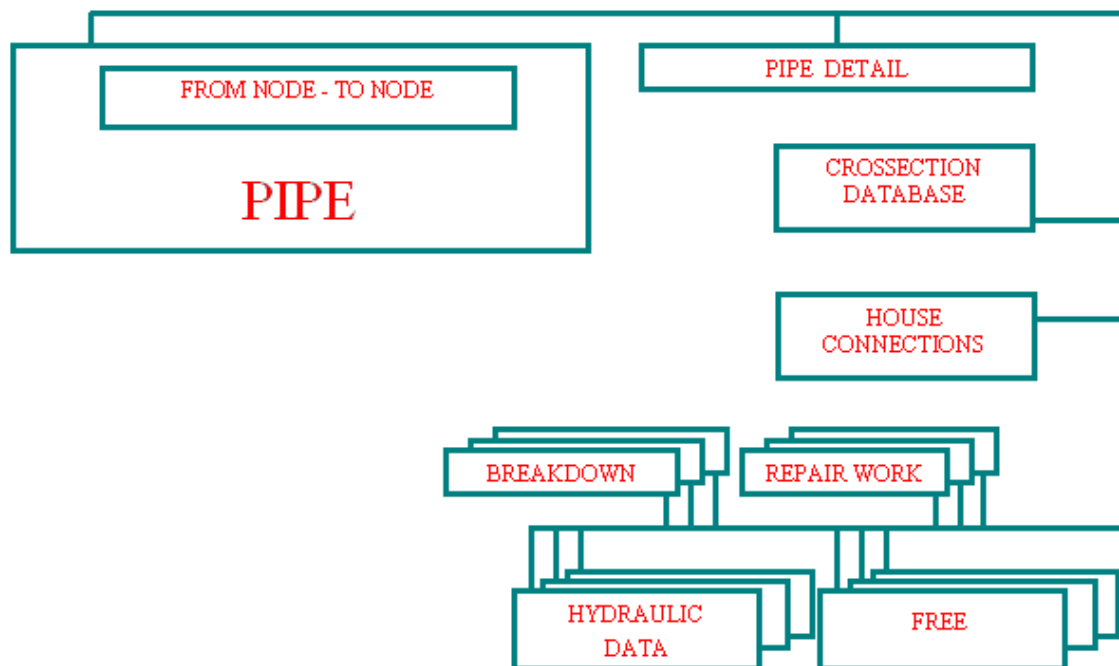 FROM NODE - TO NODE
PIPE
PIPE DETAIL
CROSSECTION
DATABASE
HOUSE
CONNECTIONS
BREAKDOWN
REPAIR WORK
HYDRAULIC
DATA
FREE